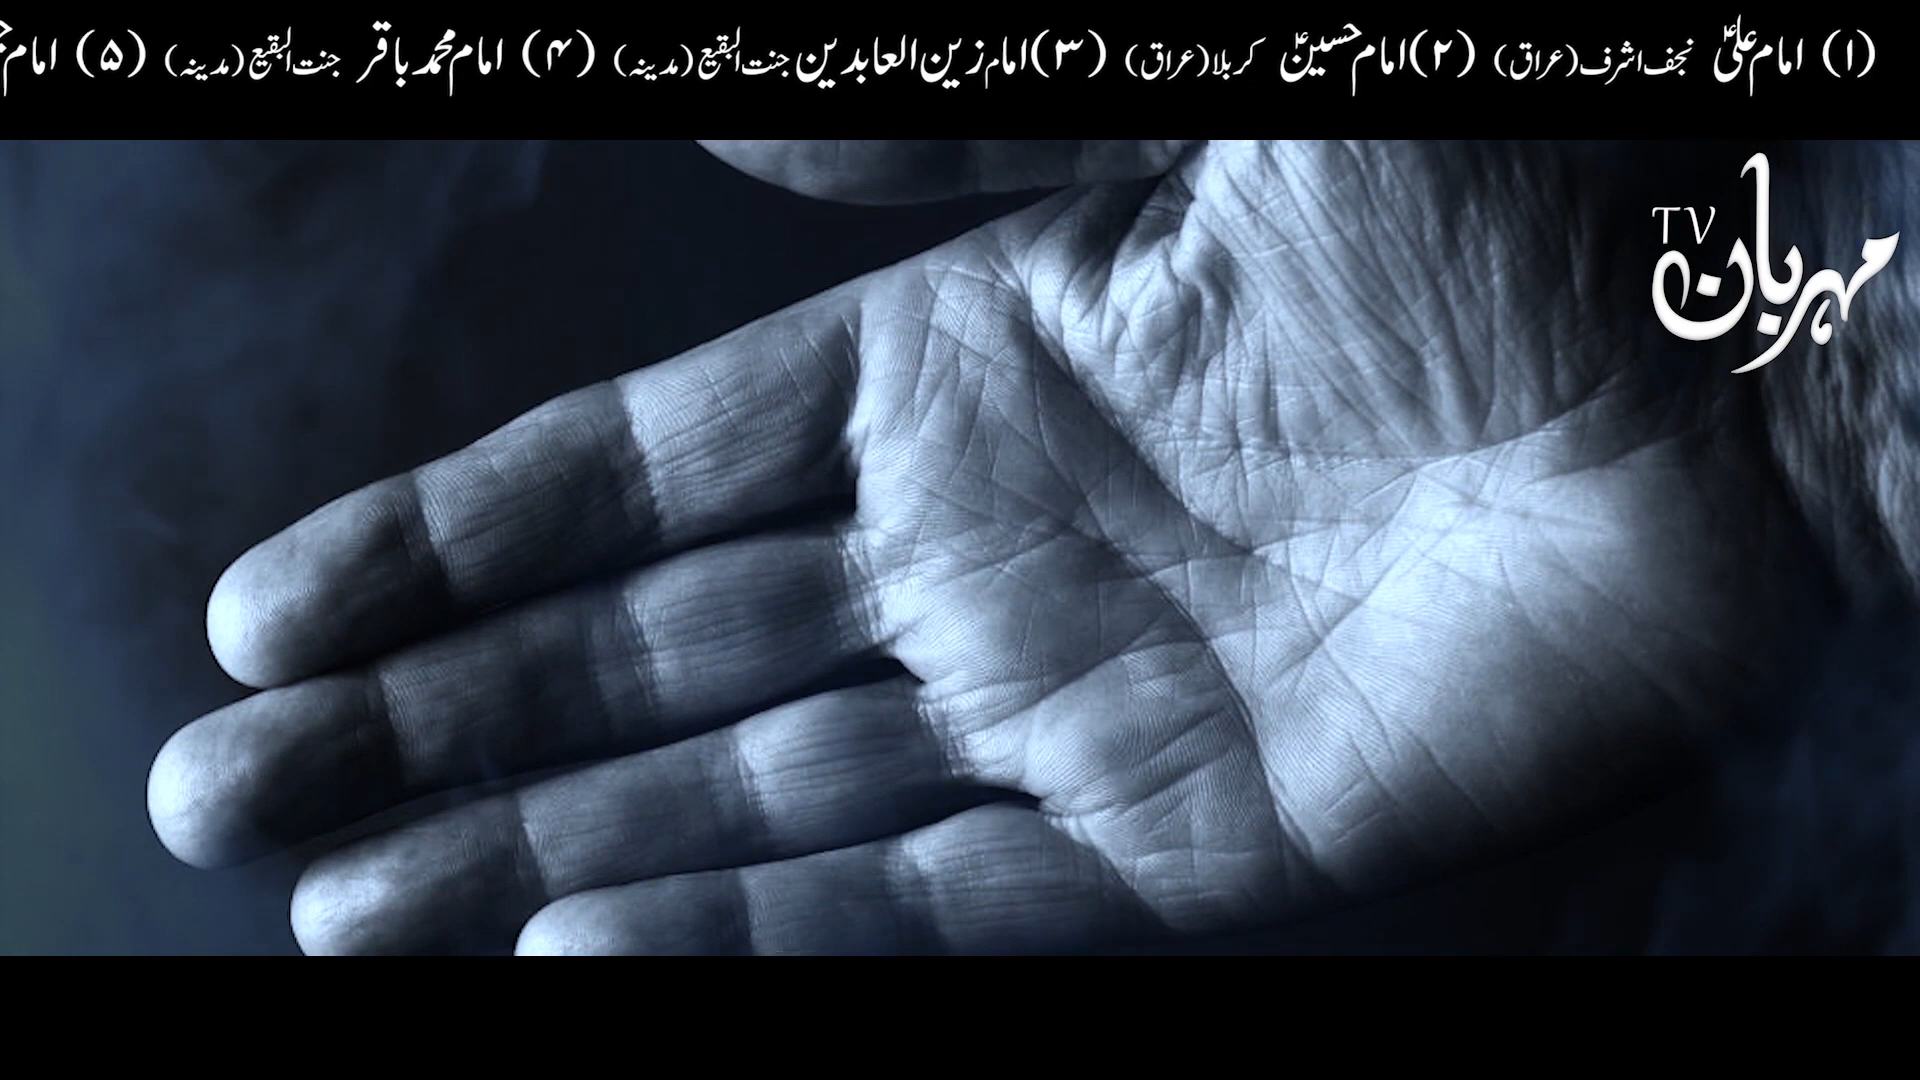 (۱) امام علیؑ نجف اشرف (عراق) (۲) امام حسینؑ کربلا (عراق) (۳) امام زین العابدین جنت البقیع (مدینہ) (۴) امام محمد باقر جنت البقیع (مدینہ) (۵) امام
TV
مہربان